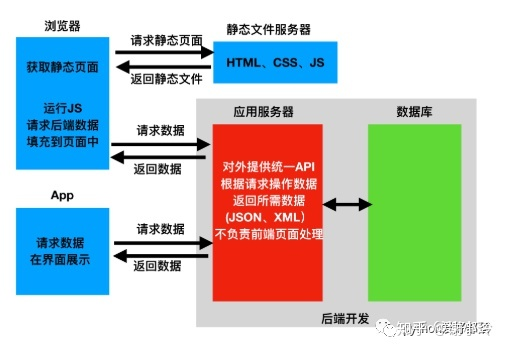 浏览器
获取静态页面
运行JS
请求后端数据
填充到页面中
请求静态页面
返回静态文件
静态文件服务器
HTML、CSS、JS
请求数据
返回数据
App
请求数据
在界面展示
请求数据
返回数据
应用服务器
对外提供统一API
根据请求操作数据
返回所需数据
(JSON、XML)
不负责前端页面处理
数据库
后端开发